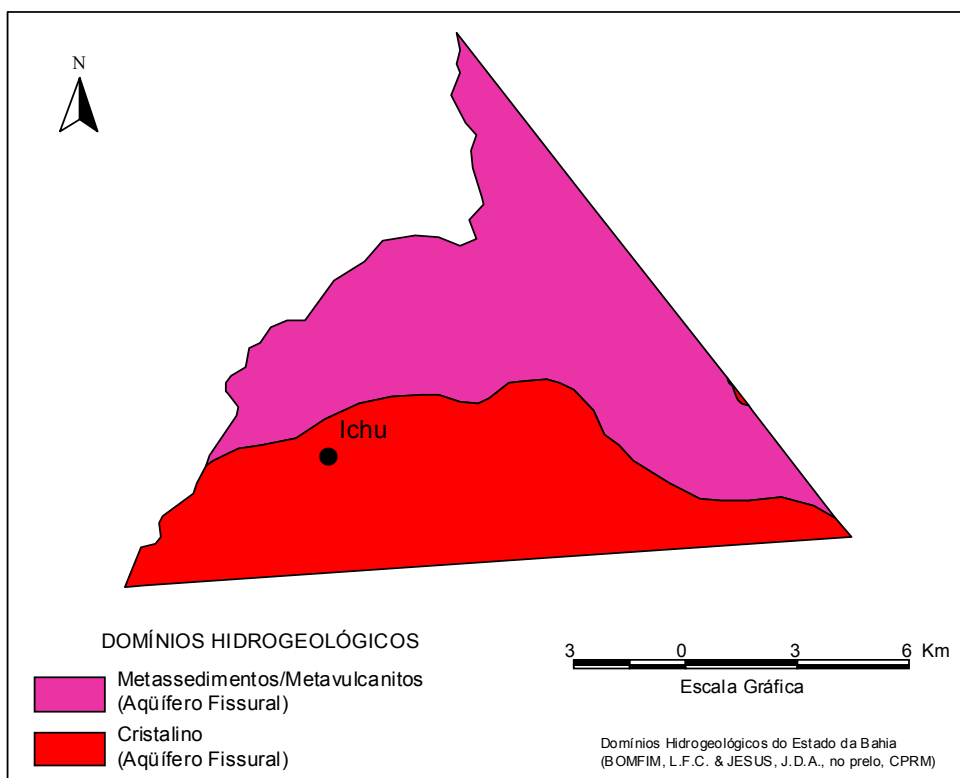 N
Ichu
DOMÍNIOS HIDROGEOLÓGICOS
Metassedimentos/Metavulcanitos
(Aqüífero Fissural)
Cristalino
(Aqüífero Fissural)
3 0 3 6 Km
Escala Gráfica
Domínios Hidrogeológicos do Estado da Bahia
(BOMFIM, L.F.C. & JESUS, J.D.A., no prelo, CPRM)